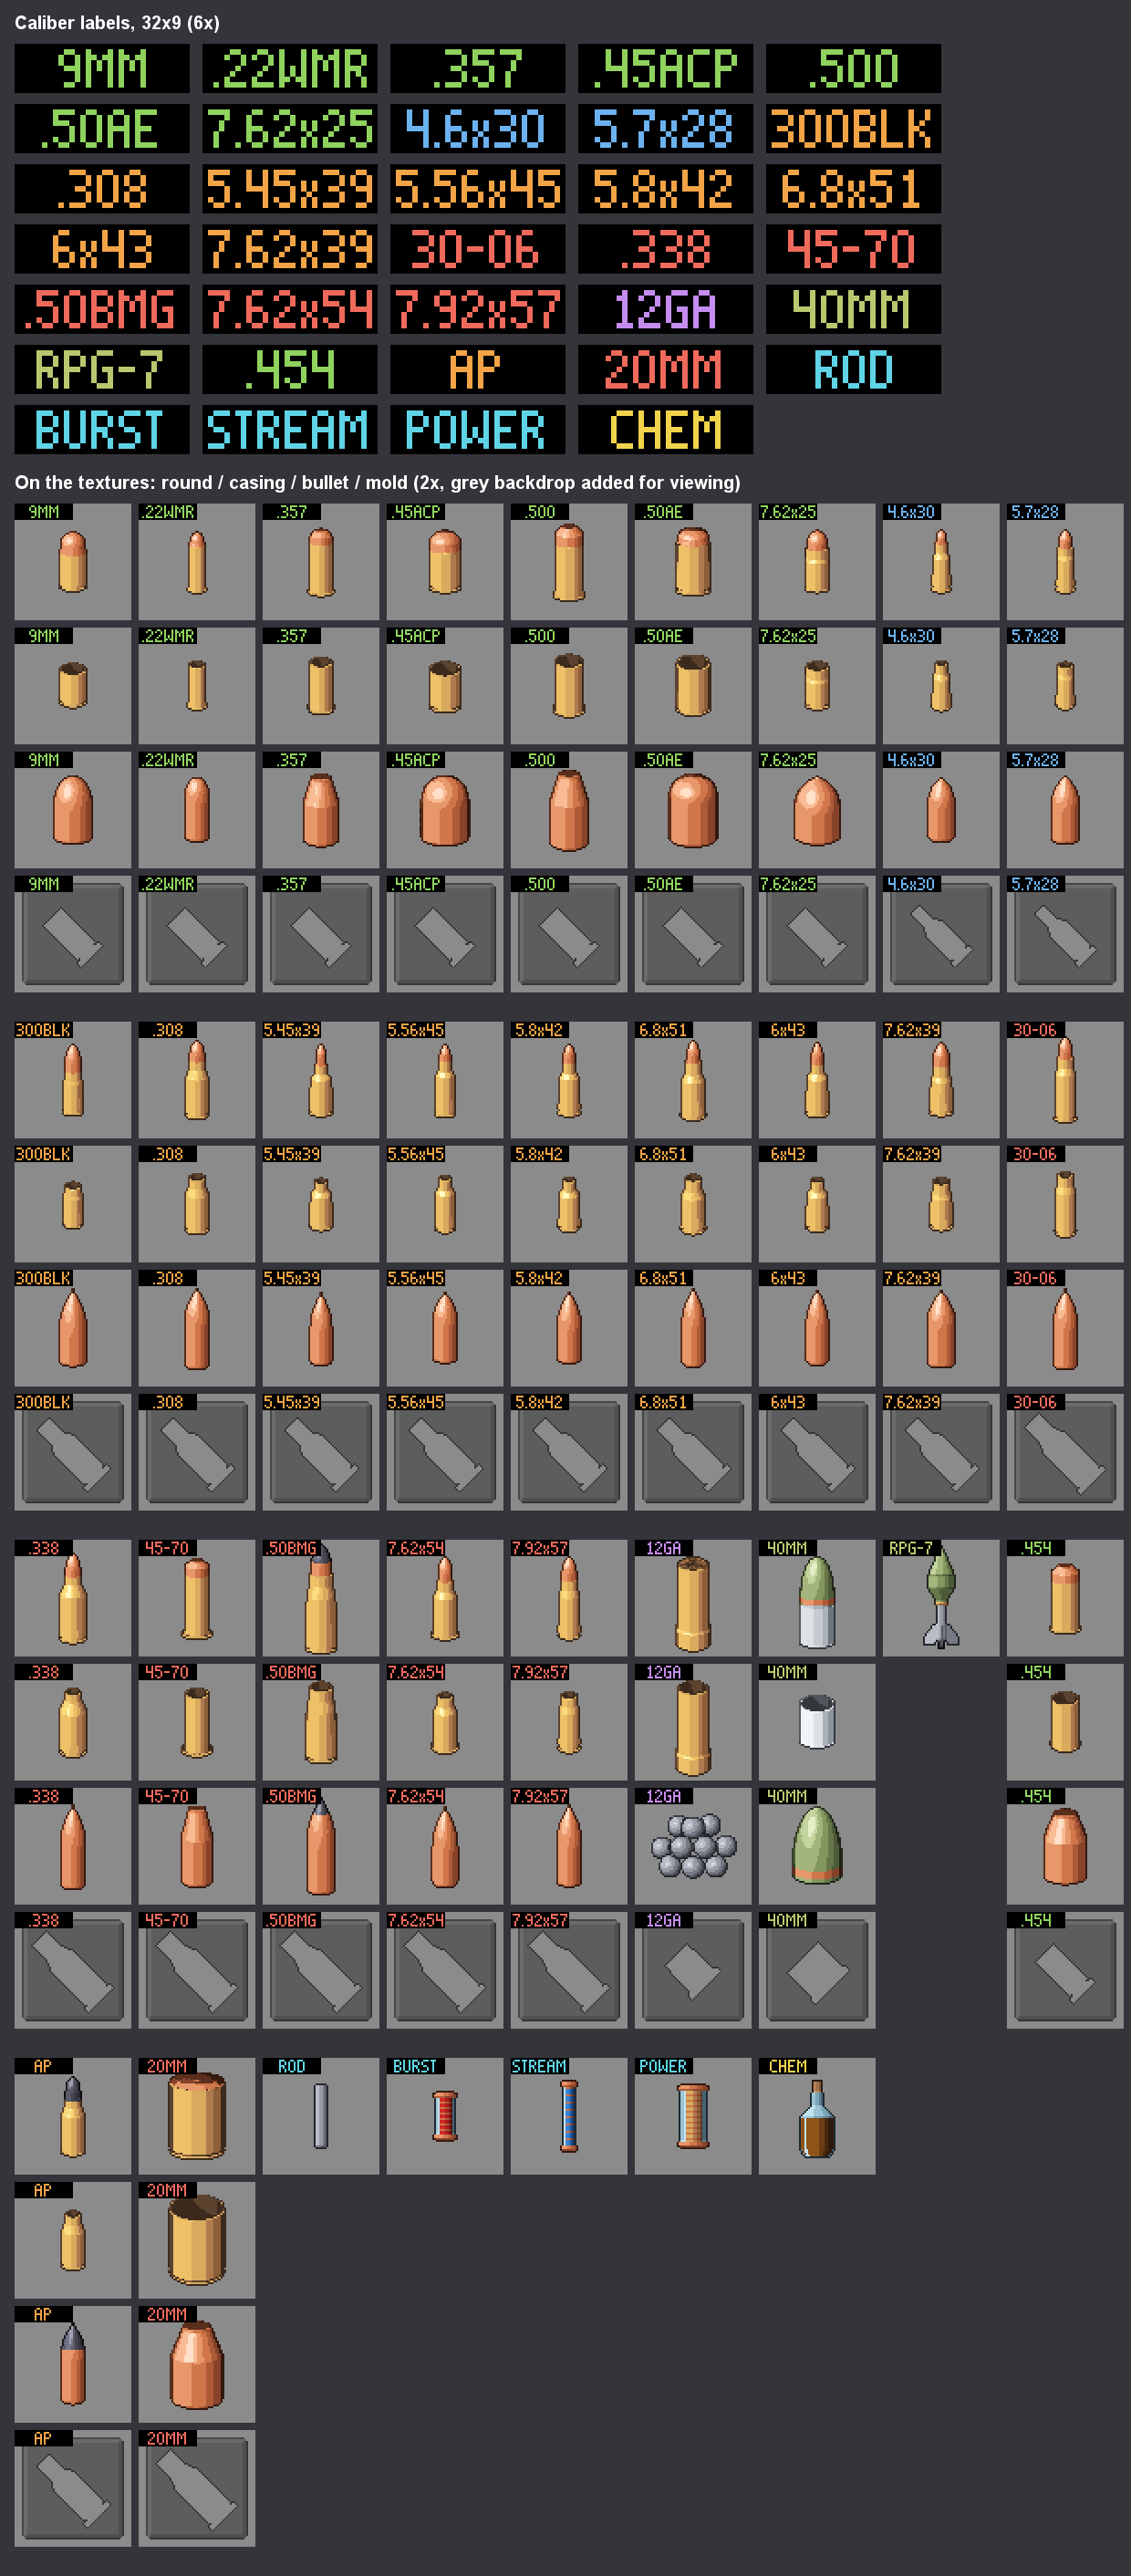 Caliber labels, 32x9 (6x)
9MM .22WMR .357 .45ACP .500
.50AE 7.62x25 4.6x30 5.7x28 300BLK
.308 5.45x39 5.56x45 5.8x42 6.8x51
6x43 7.62x39 30-06 .338 45-70
.50BMG 7.62x54 7.92x57 12GA 40MM
RPG-7 .454 AP 20MM ROD
BURST STREAM POWER CHEM
On the textures: round / casing / bullet / mold (2x, grey backdrop added for viewing)
9MM .22WMR .357 .45ACP .500 .50AE 7.62x25 4.6x30 5.7x28
9MM .22WMR .357 .45ACP .500 .50AE 7.62x25 4.6x30 5.7x28
9MM .22WMR .357 .45ACP .500 .50AE 7.62x25 4.6x30 5.7x28
9MM .22WMR .357 .45ACP .500 .50AE 7.62x25 4.6x30 5.7x28
300BLK .308 5.45x39 5.56x45 5.8x42 6.8x51 6x43 7.62x39 30-06
300BLK .308 5.45x39 5.56x45 5.8x42 6.8x51 6x43 7.62x39 30-06
300BLK .308 5.45x39 5.56x45 5.8x42 6.8x51 6x43 7.62x39 30-06
300BLK .308 5.45x39 5.56x45 5.8x42 6.8x51 6x43 7.62x39 30-06
.338 45-70 .50BMG 7.62x54 7.92x57 12GA 40MM RPG-7 .454
.338 45-70 .50BMG 7.62x54 7.92x57 12GA 40MM .454
.338 45-70 .50BMG 7.62x54 7.92x57 12GA 40MM .454
.338 45-70 .50BMG 7.62x54 7.92x57 12GA 40MM .454
AP 20MM ROD BURST STREAM POWER CHEM
AP 20MM
AP 20MM
AP 20MM